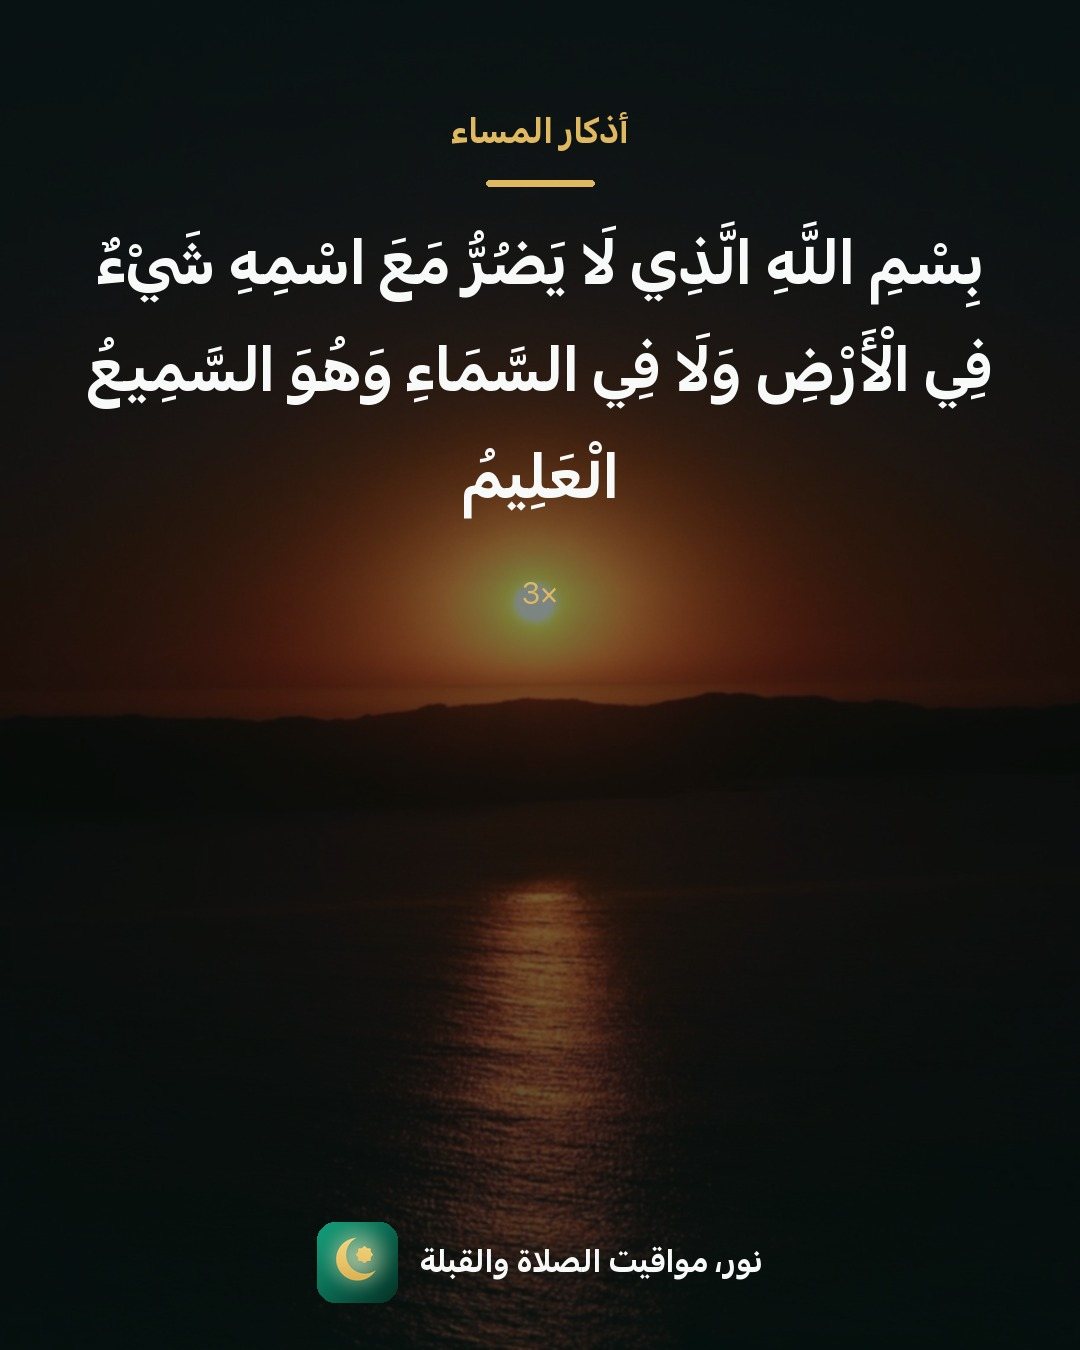 أذكار المساء
بِسْمِ اللَّهِ الَّذِي لَا يَضُرُّ مَعَ اسْمِهِ شَيْءٌ
فِي الْأَرْضِ وَلَا فِي السَّمَاءِ وَهُوَ السَّمِيعُ
الْعَلِيمُ
3×
نور، مواقيت الصلاة والقبلة